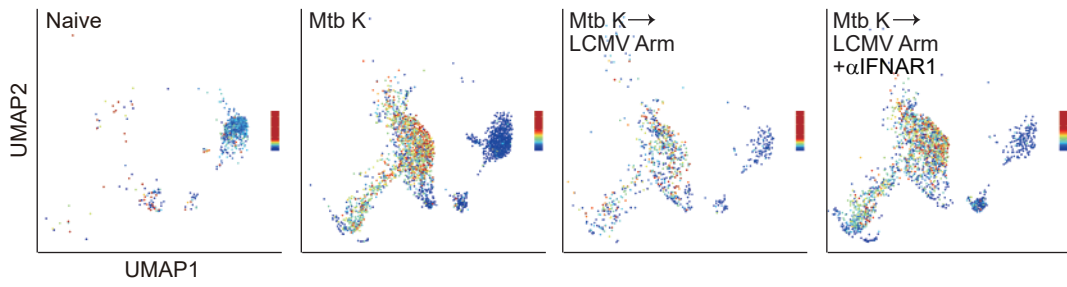 Naive
Mtb K
Mtb K →
LCMV Arm
Mtb K →
LCMV Arm
+αIFNAR1
UMAP2
UMAP1